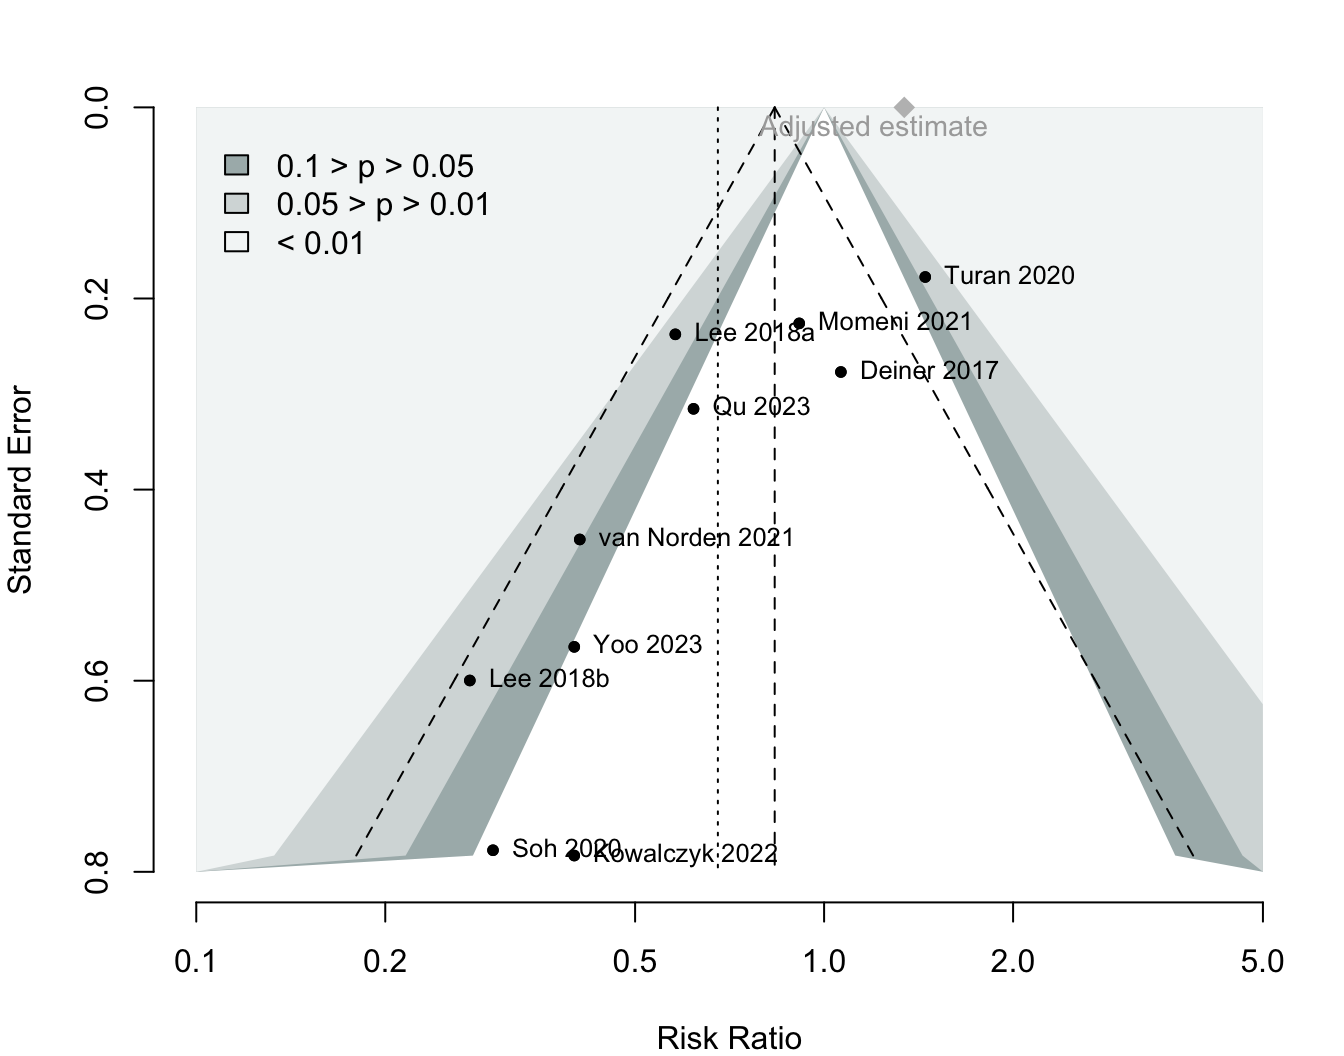 0.0
Adjusted estimate
0.1 > p > 0.05
0.05 > p > 0.01
< 0.01
0.2
Turan 2020
Momeni 2021
Lee 2018a
Deiner 2017
Qu 2023
0.4
Standard Error
van Norden 2021
Yoo 2023
0.6
Lee 2018b
0.8
Soh 2020
Kowalczyk 2022
0.1 0.2 0.5 1.0 2.0 5.0
Risk Ratio